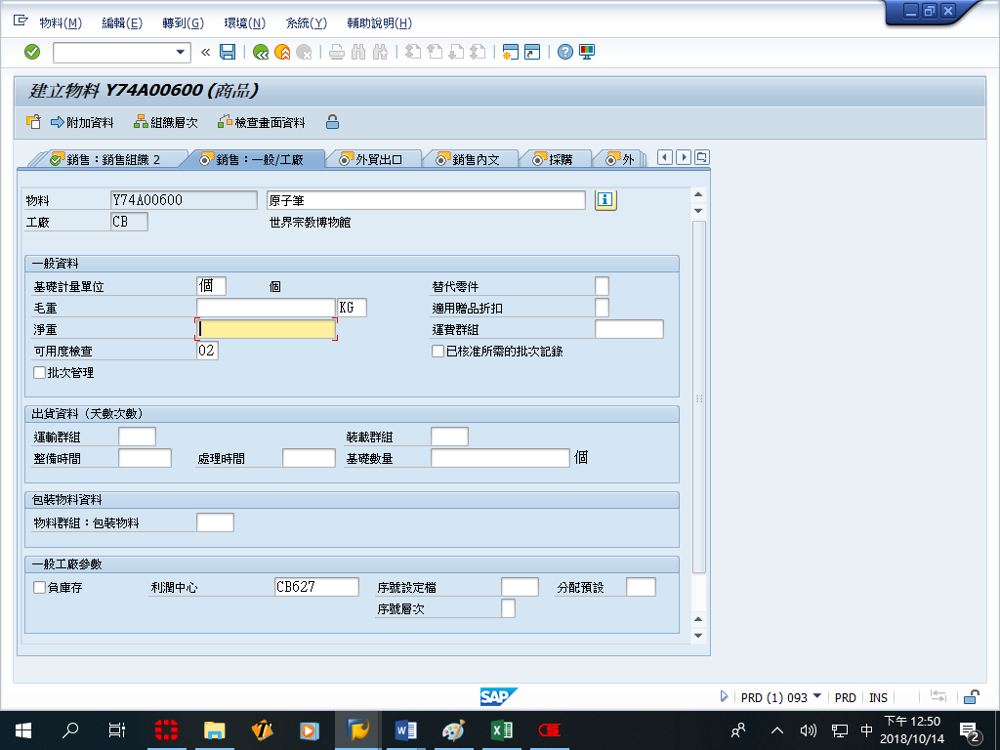 物料(M) 編輯(E) 轉到(G) 環境(N) 系統(Y) 輔助說明(H)
建立物料 Y74A00600 (商品)
附加資料 組織層次 檢查畫面資料
銷售：銷售組織 2 銷售：一般/工廠 外貿出口 銷售內文 採購 外
物料 Y74A00600 原子筆
工廠 CB 世界宗教博物館
一般資料
基礎計量單位 個 個 替代零件
毛重 KG 適用贈品折扣
淨重 運費群組
可用度檢查 02 已核准所需的批次記錄
批次管理
出貨資料（天數次數）
運輸群組 裝載群組
整備時間 處理時間 基礎數量 個
包裝物料資料
物料群組：包裝物料
一般工廠參數
負庫存 利潤中心 CB627 序號設定檔 分配預設
序號層次
SAP PRD (1) 093 PRD INS
中 下午 12:50
2018/10/14 2